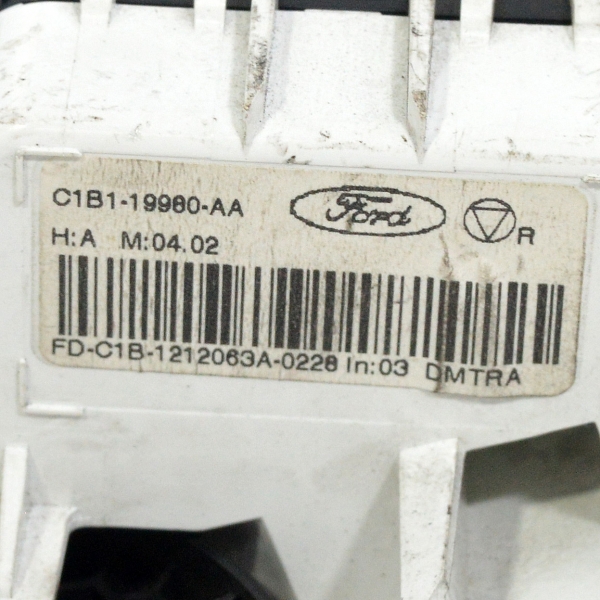 C1B1-19980-AA
Ford
R
H:A M:04.02
FD-C1B-1212063A-0228 In:03 DMTRA